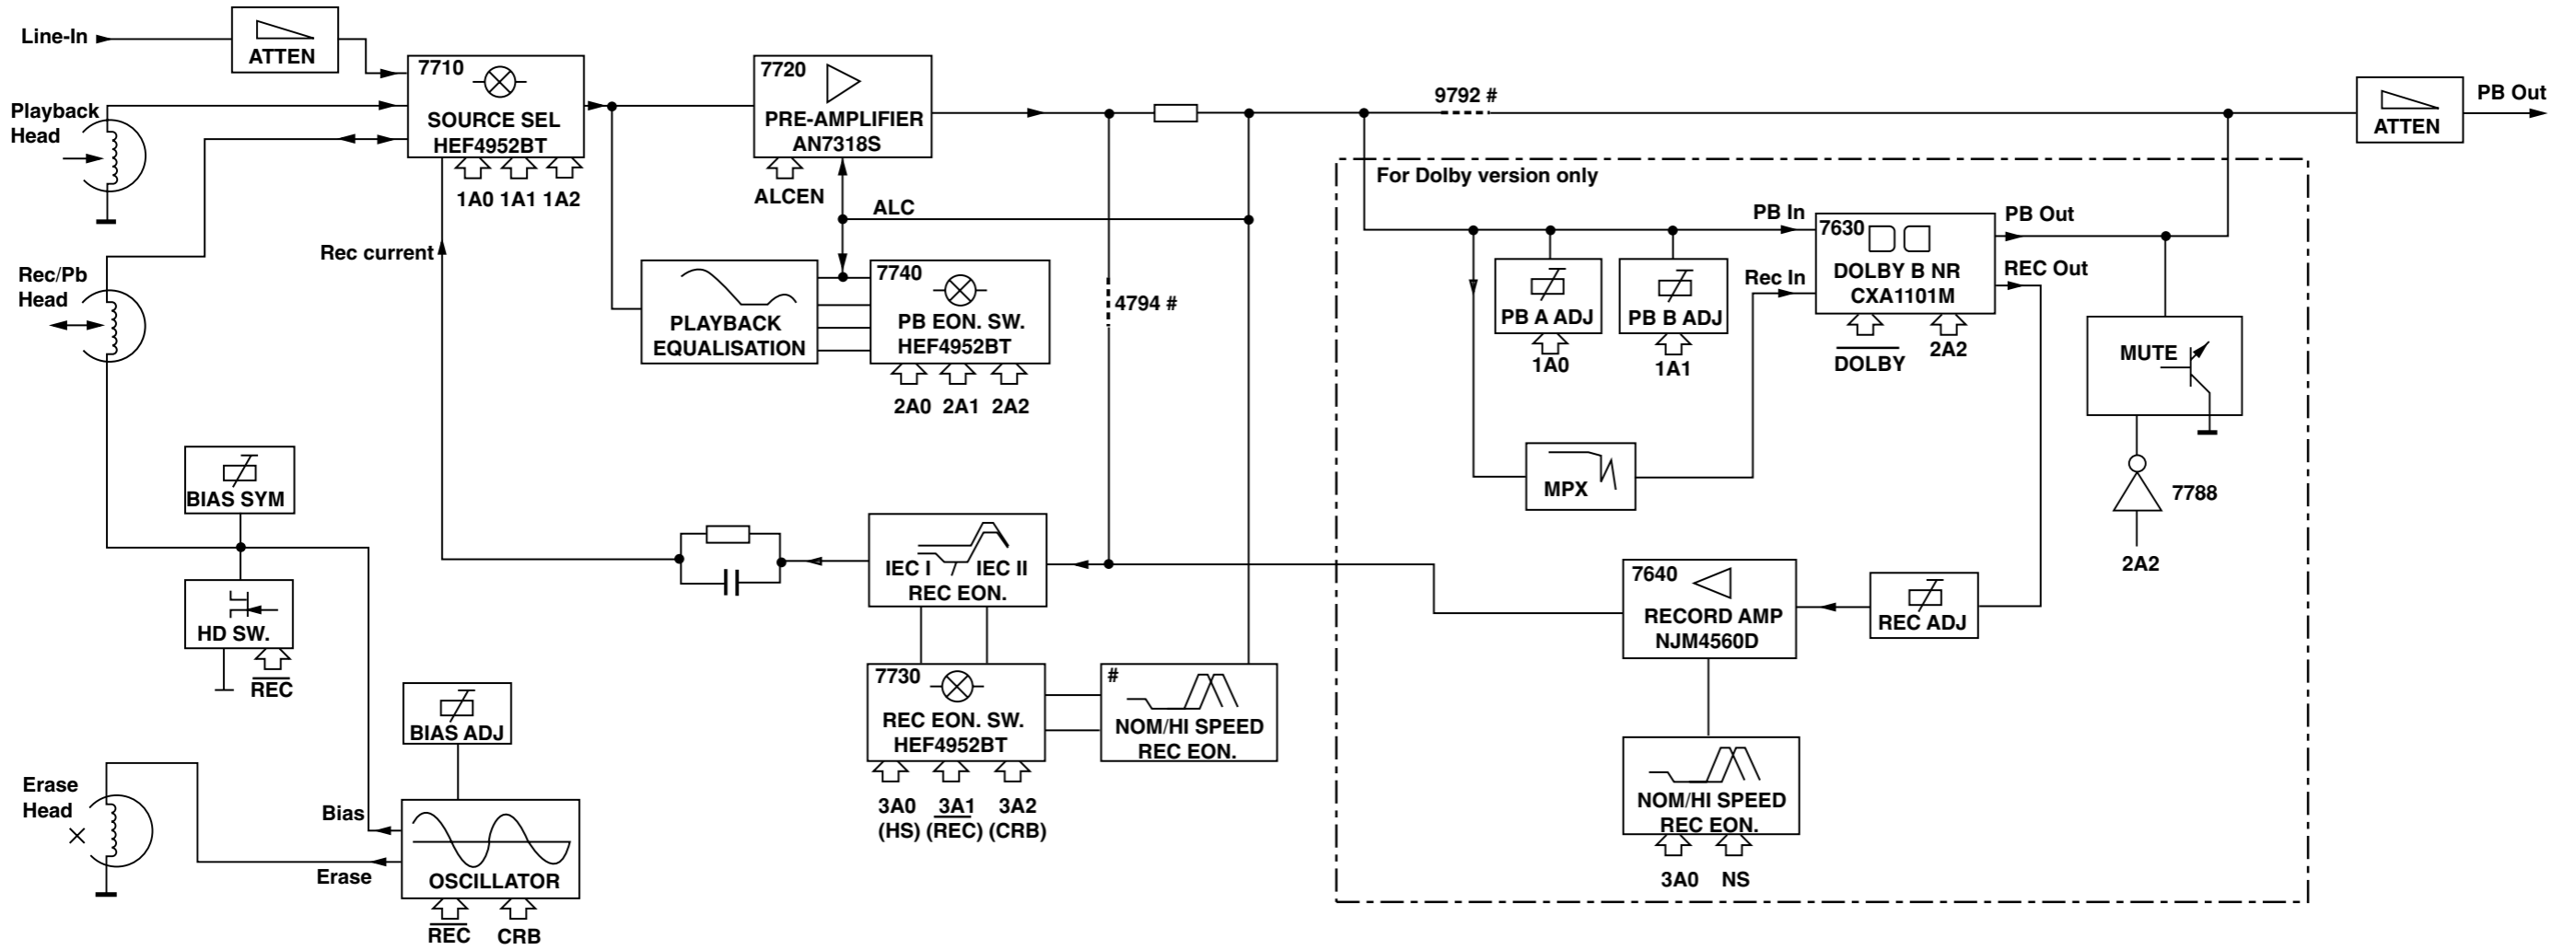 Line-In
ATTEN
Playback
Head
7710
SOURCE SEL
HEF4952BT
1A0 1A1 1A2
7720
PRE-AMPLIFIER
AN7318S
ALCEN
ALC
9792 #
ATTEN
PB Out
For Dolby version only
Rec current
Rec/Pb
Head
PLAYBACK
EQUALISATION
7740
PB EON. SW.
HEF4952BT
2A0 2A1 2A2
4794 #
PB In
Rec In
7630
DOLBY B NR
CXA1101M
PB Out
REC Out
DOLBY
2A2
PB A ADJ
1A0
PB B ADJ
1A1
MUTE
7788
2A2
MPX
BIAS SYM
HD SW.
REC
IEC I
IEC II
REC EON.
7640
RECORD AMP
NJM4560D
REC ADJ
7730
REC EON. SW.
HEF4952BT
#
NOM/HI SPEED
REC EON.
3A0 3A1 3A2
(HS) (REC) (CRB)
BIAS ADJ
NOM/HI SPEED
REC EON.
3A0 NS
Erase
Head
Bias
Erase
OSCILLATOR
REC CRB